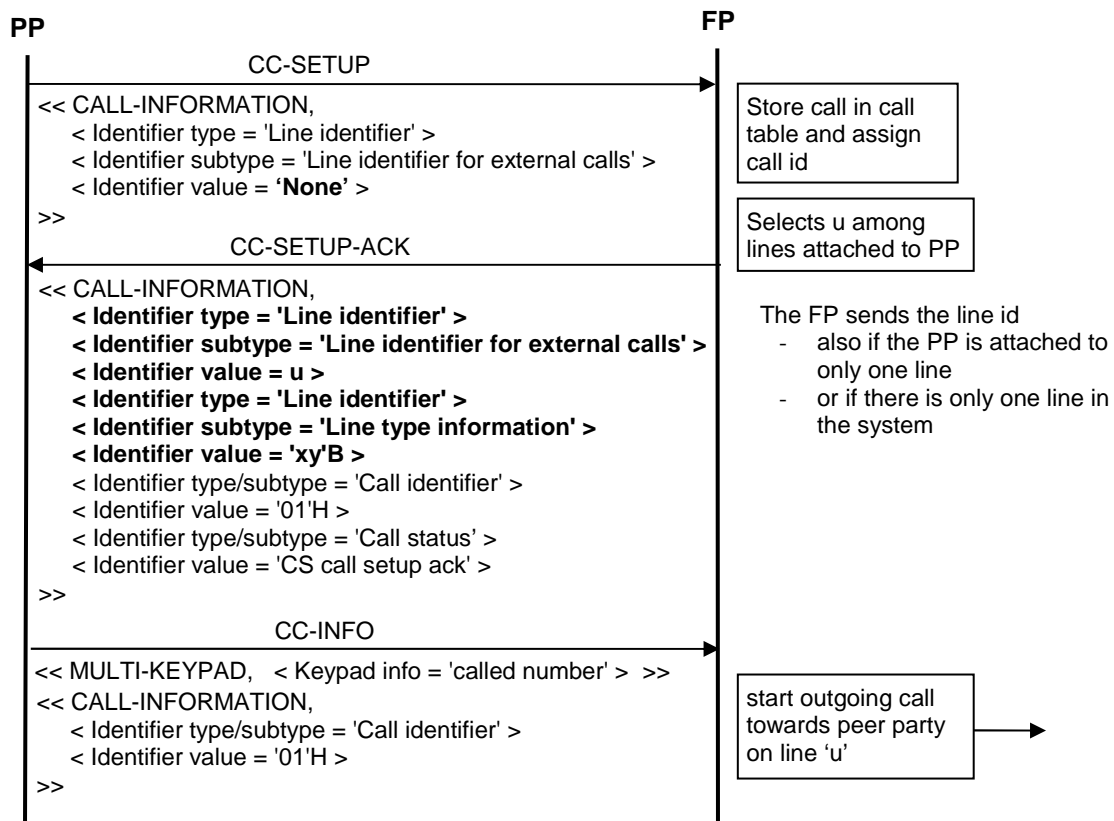 PP
FP
CC-SETUP
<< CALL-INFORMATION,
< Identifier type = 'Line identifier' >
< Identifier subtype = 'Line identifier for external calls' >
< Identifier value = ‘None’ >
>>
Store call in call
table and assign
call id
Selects u among
lines attached to PP
CC-SETUP-ACK
<< CALL-INFORMATION,
< Identifier type = 'Line identifier' >
< Identifier subtype = 'Line identifier for external calls' >
< Identifier value = u >
< Identifier type = 'Line identifier' >
< Identifier subtype = 'Line type information' >
< Identifier value = 'xy'B >
< Identifier type/subtype = 'Call identifier' >
< Identifier value = '01'H >
< Identifier type/subtype = 'Call status’ >
< Identifier value = 'CS call setup ack' >
>>
The FP sends the line id
- also if the PP is attached to
only one line
- or if there is only one line in
the system
CC-INFO
<< MULTI-KEYPAD, < Keypad info = 'called number' > >>
<< CALL-INFORMATION,
< Identifier type/subtype = 'Call identifier' >
< Identifier value = '01'H >
>>
start outgoing call
towards peer party
on line ‘u’